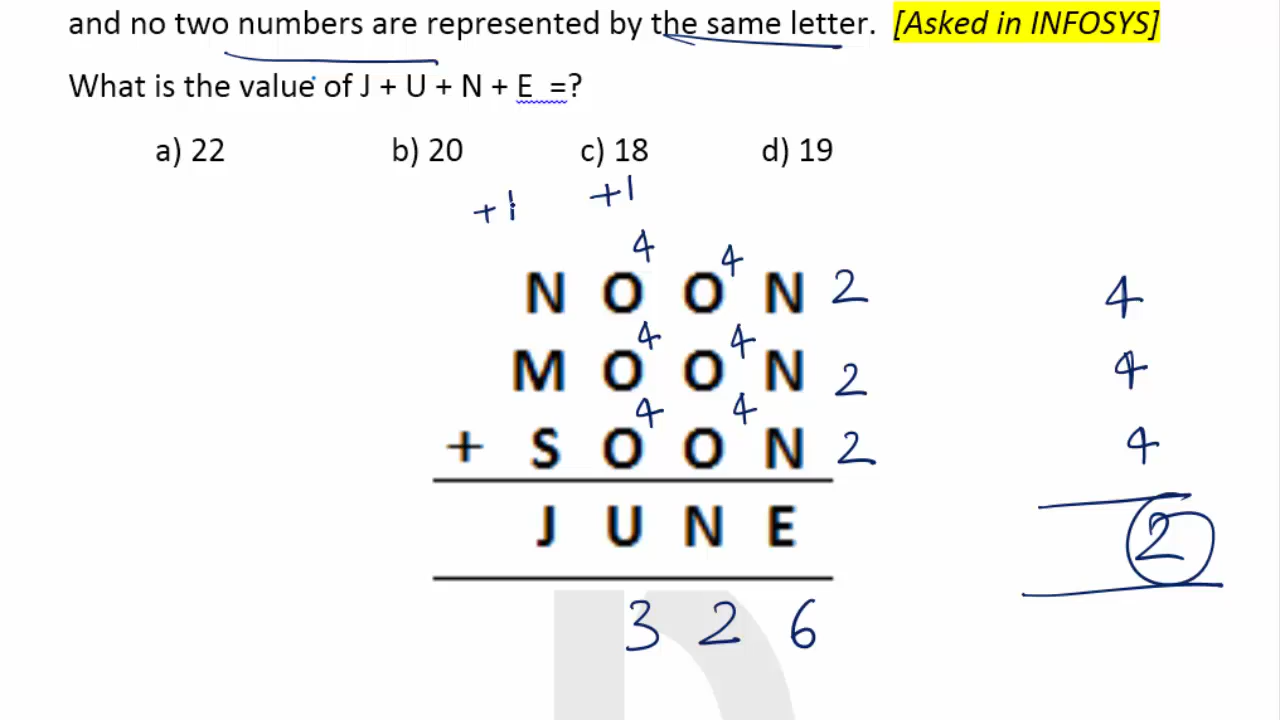 and no two numbers are represented by the same letter. [Asked in INFOSYS]
What is the value of J + U + N + E =?
a) 22 b) 20 c) 18 d) 19
+1 +1
4 4
N O O N 2 4
4 4
M O O N 2 4
4 4
+ S O O N 2 4
J U N E 2
3 2 6